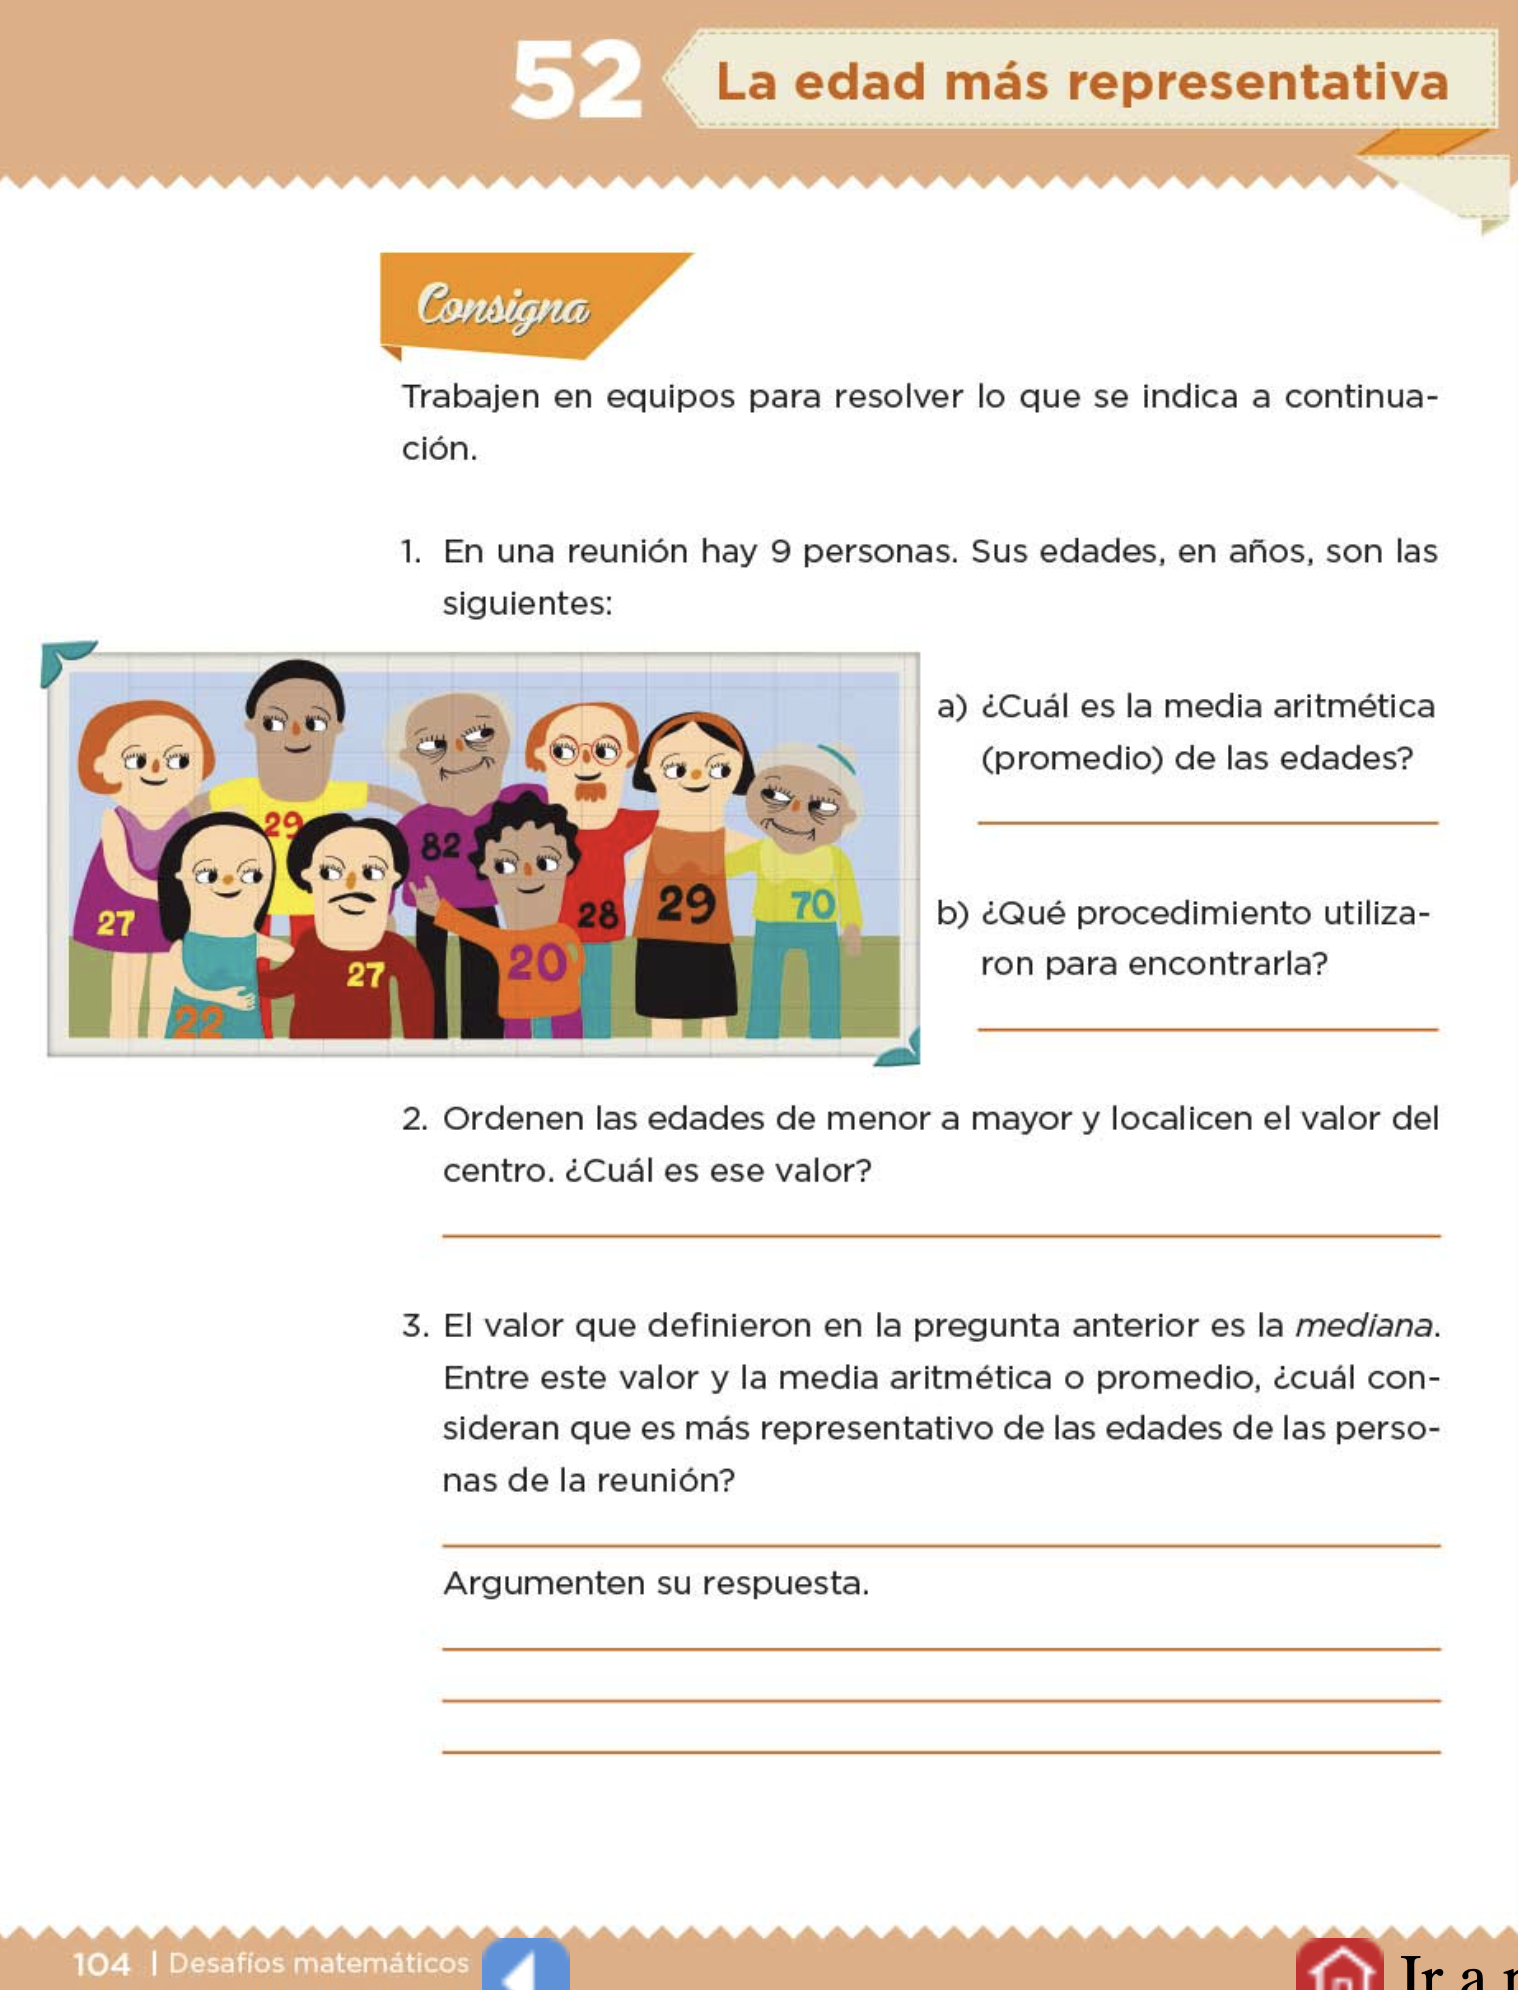 52
La edad más representativa
Consigna
Trabajen en equipos para resolver lo que se indica a continua-
ción.
1. En una reunión hay 9 personas. Sus edades, en años, son las
siguientes:
27
29
82
28
29
70
22
27
20
a) ¿Cuál es la media aritmética
(promedio) de las edades?
b) ¿Qué procedimiento utiliza-
ron para encontrarla?
2. Ordenen las edades de menor a mayor y localicen el valor del
centro. ¿Cuál es ese valor?
3. El valor que definieron en la pregunta anterior es la mediana.
Entre este valor y la media aritmética o promedio, ¿cuál con-
sideran que es más representativo de las edades de las perso-
nas de la reunión?
Argumenten su respuesta.
104 | Desafíos matemáticos
Ir a